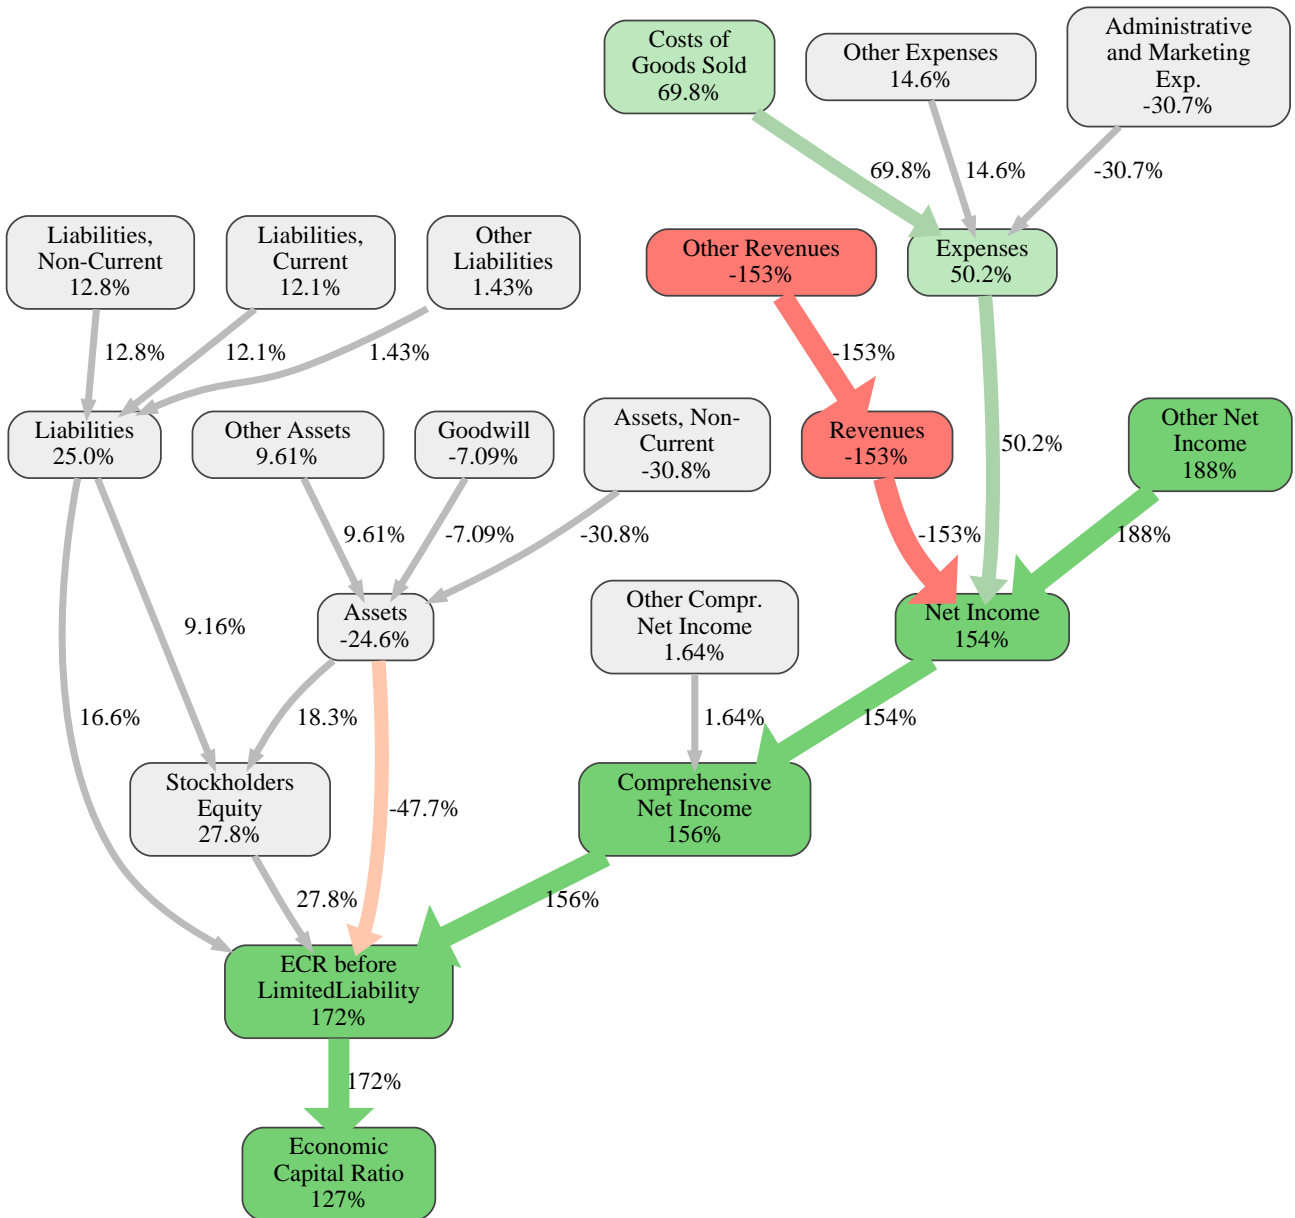 Costs of
Goods Sold
69.8%
Other Expenses
14.6%
Administrative
and Marketing
Exp.
-30.7%
69.8%
14.6%
-30.7%
Liabilities,
Non-Current
12.8%
Liabilities,
Current
12.1%
Other
Liabilities
1.43%
Other Revenues
-153%
Expenses
50.2%
12.8%
12.1%
1.43%
-153%
50.2%
Liabilities
25.0%
Other Assets
9.61%
Goodwill
-7.09%
Assets, Non-
Current
-30.8%
Revenues
-153%
Other Net
Income
188%
9.61%
-7.09%
-30.8%
-153%
188%
9.16%
Assets
-24.6%
Other Compr.
Net Income
1.64%
Net Income
154%
16.6%
18.3%
1.64%
154%
Stockholders
Equity
27.8%
-47.7%
Comprehensive
Net Income
156%
27.8%
156%
ECR before
LimitedLiability
172%
172%
Economic
Capital Ratio
127%